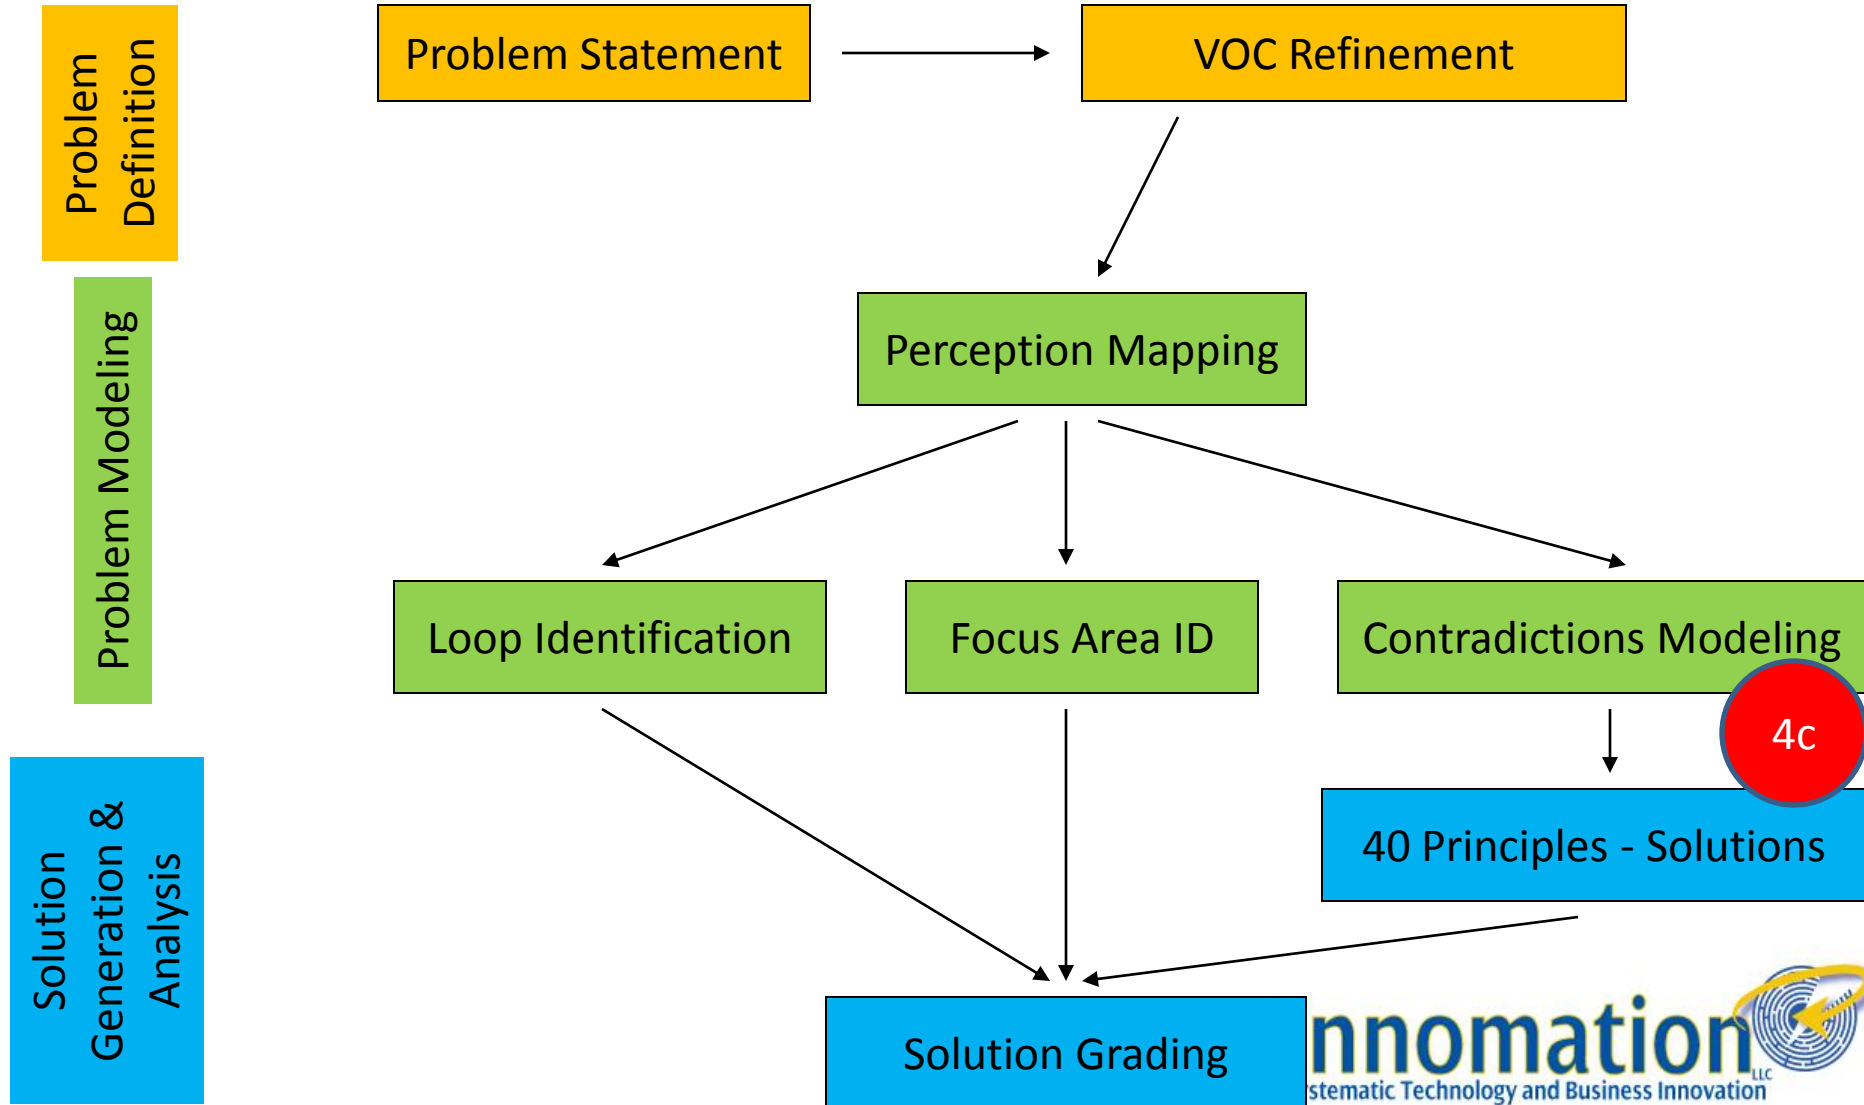 Problem
Definition
Problem Statement
VOC Refinement
Problem Modeling
Perception Mapping
Loop Identification
Focus Area ID
Contradictions Modeling
4c
Solution
Generation &
Analysis
40 Principles - Solutions
Solution Grading
nnomation
LLC
stematic Technology and Business Innovation